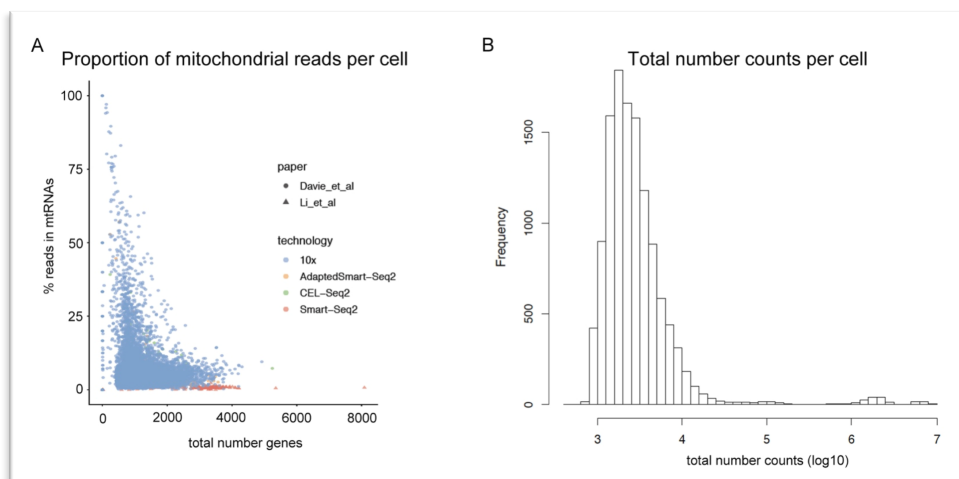 A
Proportion of mitochondrial reads per cell
100
75
50
25
0
% reads in mtRNAs
0 2000 4000 6000 8000
total number genes
paper
Davie_et_al
Li_et_al
technology
10x
AdaptedSmart-Seq2
CEL-Seq2
Smart-Seq2
B
Total number counts per cell
1500
1000
500
0
Frequency
3 4 5 6 7
total number counts (log10)